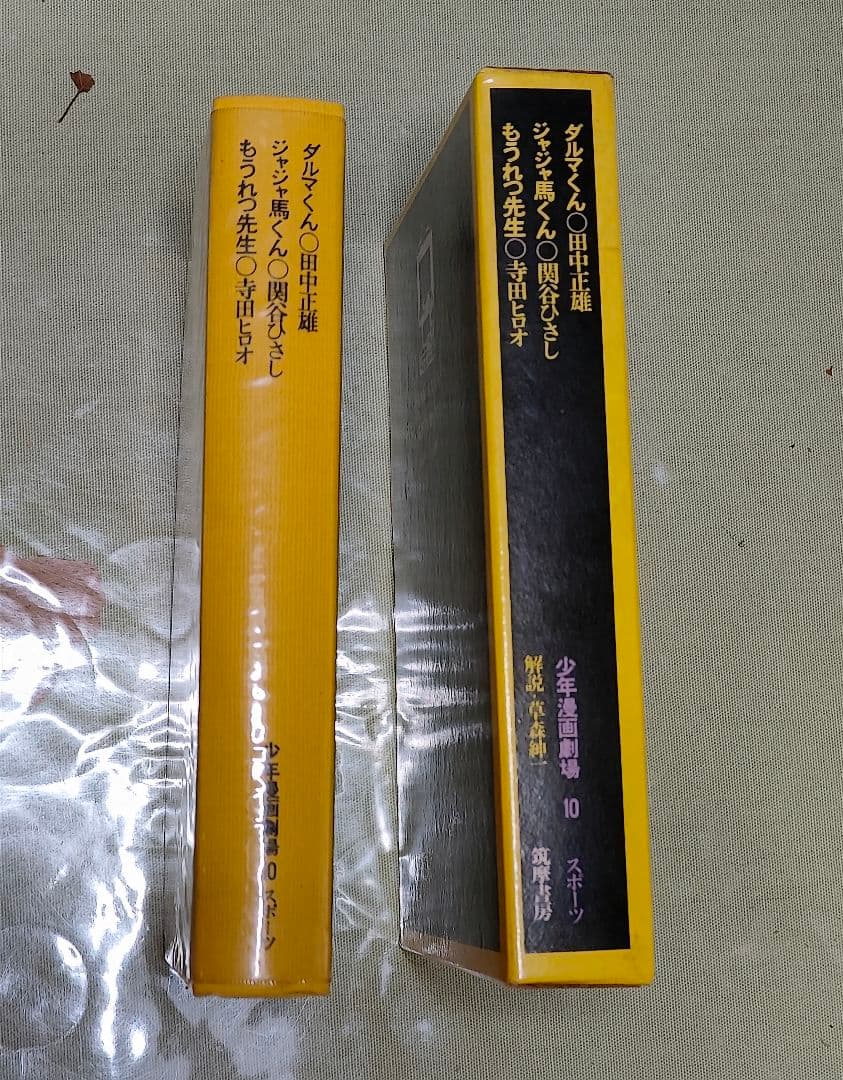 ダルマくん○田中正雄
ジャジャ馬くん○関谷ひさし
もうれつ先生○寺田ヒロオ
少年漫画劇場 10 スポーツ
ダルマくん○田中正雄
ジャジャ馬くん○関谷ひさし
もうれつ先生○寺田ヒロオ
少年漫画劇場 10 スポーツ
解説・草森紳一
筑摩書房